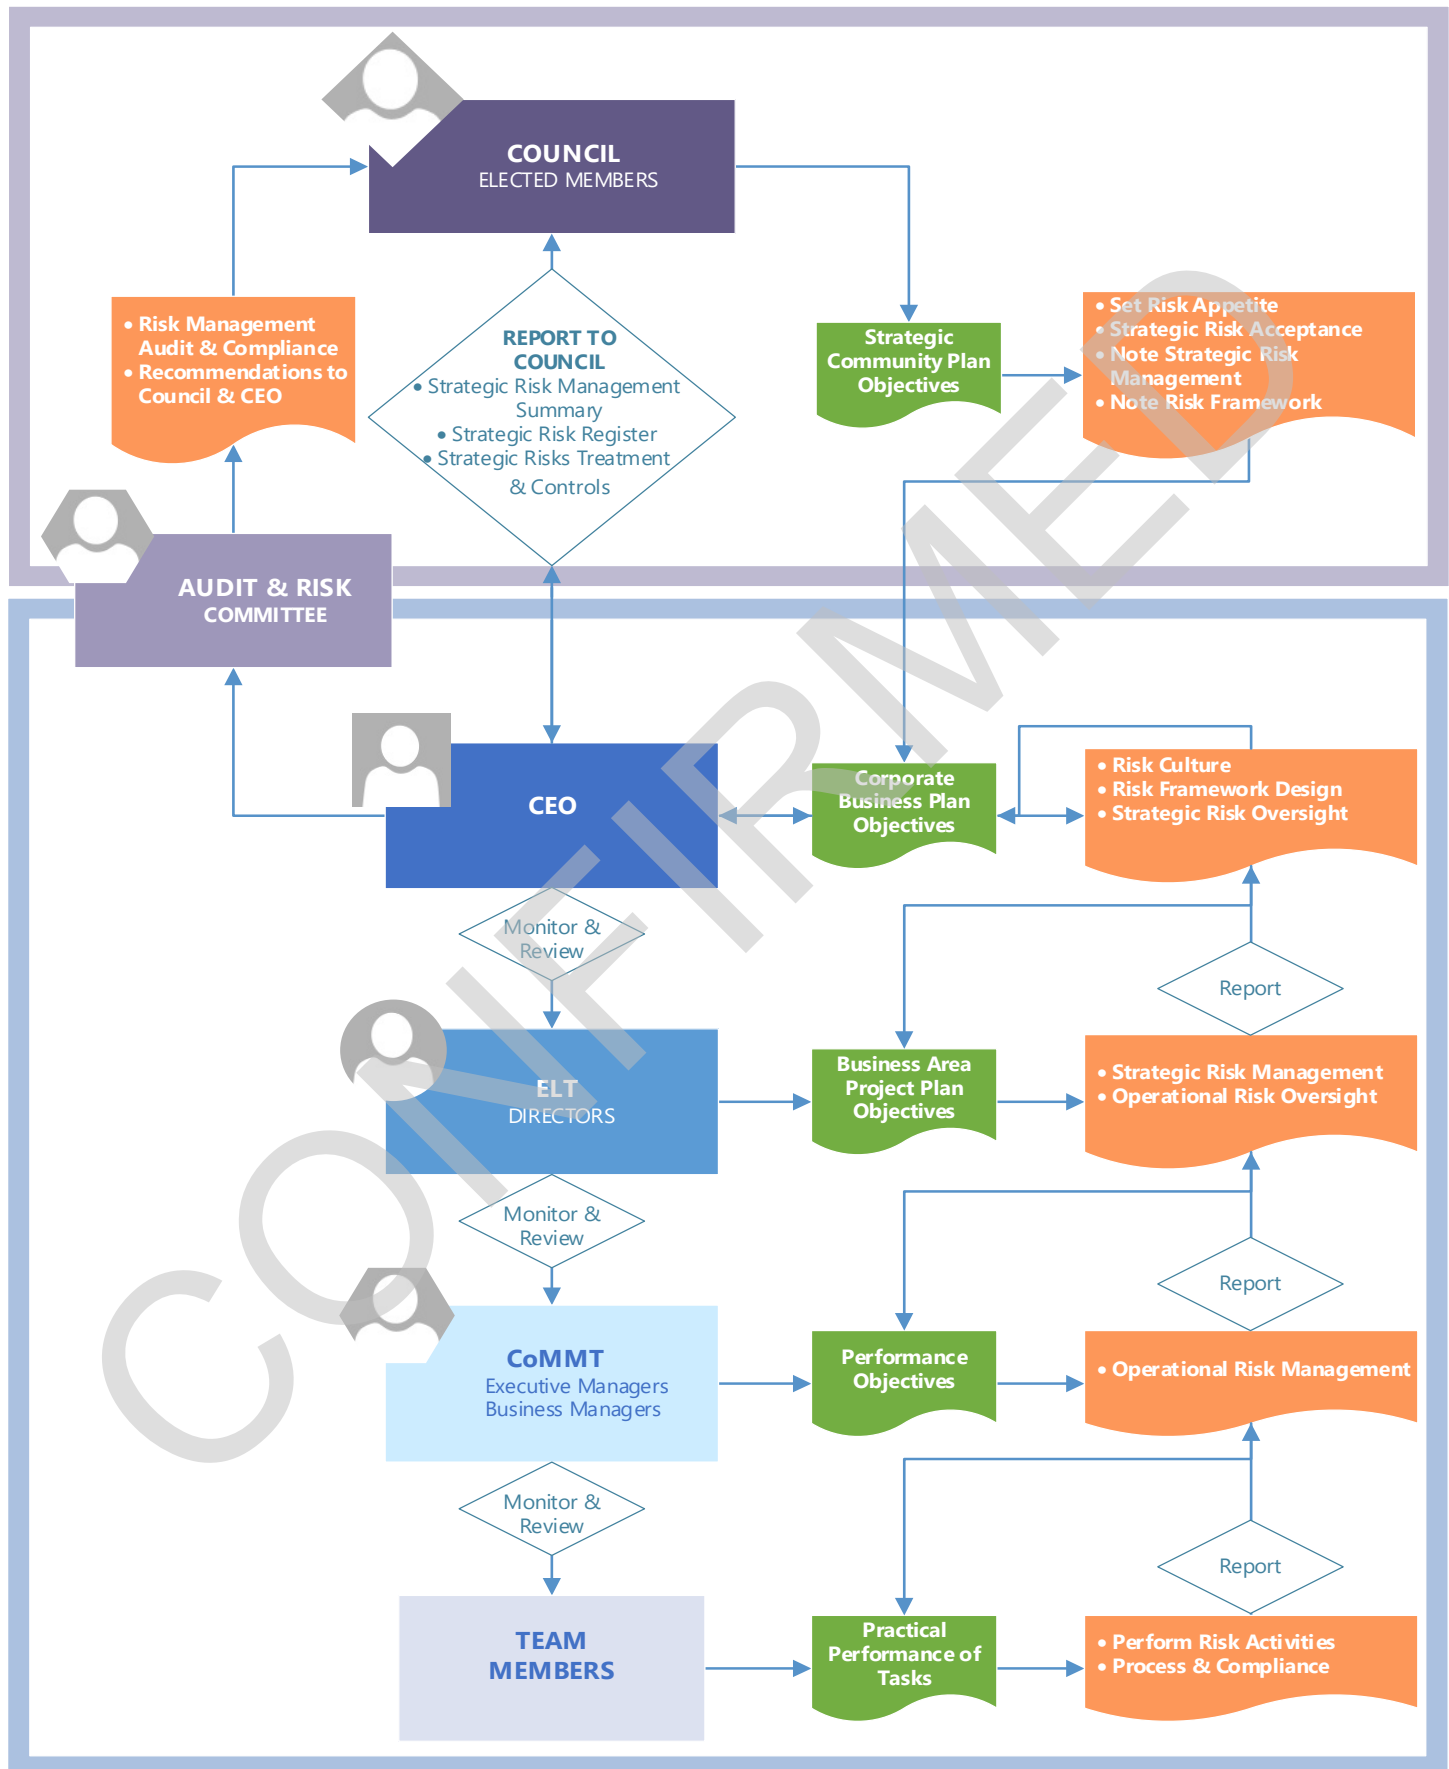 COUNCIL
ELECTED MEMBERS
• Risk Management
Audit & Compliance
• Recommendations to
Council & CEO
REPORT TO
COUNCIL
• Strategic Risk Management
Summary
• Strategic Risk Register
• Strategic Risks Treatment
& Controls
Strategic
Community Plan
Objectives
• Set Risk Appetite
• Strategic Risk Acceptance
• Note Strategic Risk
Management
• Note Risk Framework
AUDIT & RISK
COMMITTEE
CEO
Corporate
Business Plan
Objectives
• Risk Culture
• Risk Framework Design
• Strategic Risk Oversight
Monitor &
Review
Report
ELT
DIRECTORS
Business Area
Project Plan
Objectives
• Strategic Risk Management
• Operational Risk Oversight
Monitor &
Review
Report
CoMMT
Executive Managers
Business Managers
Performance
Objectives
• Operational Risk Management
Monitor &
Review
Report
TEAM
MEMBERS
Practical
Performance of
Tasks
• Perform Risk Activities
• Process & Compliance
CONFIRMED